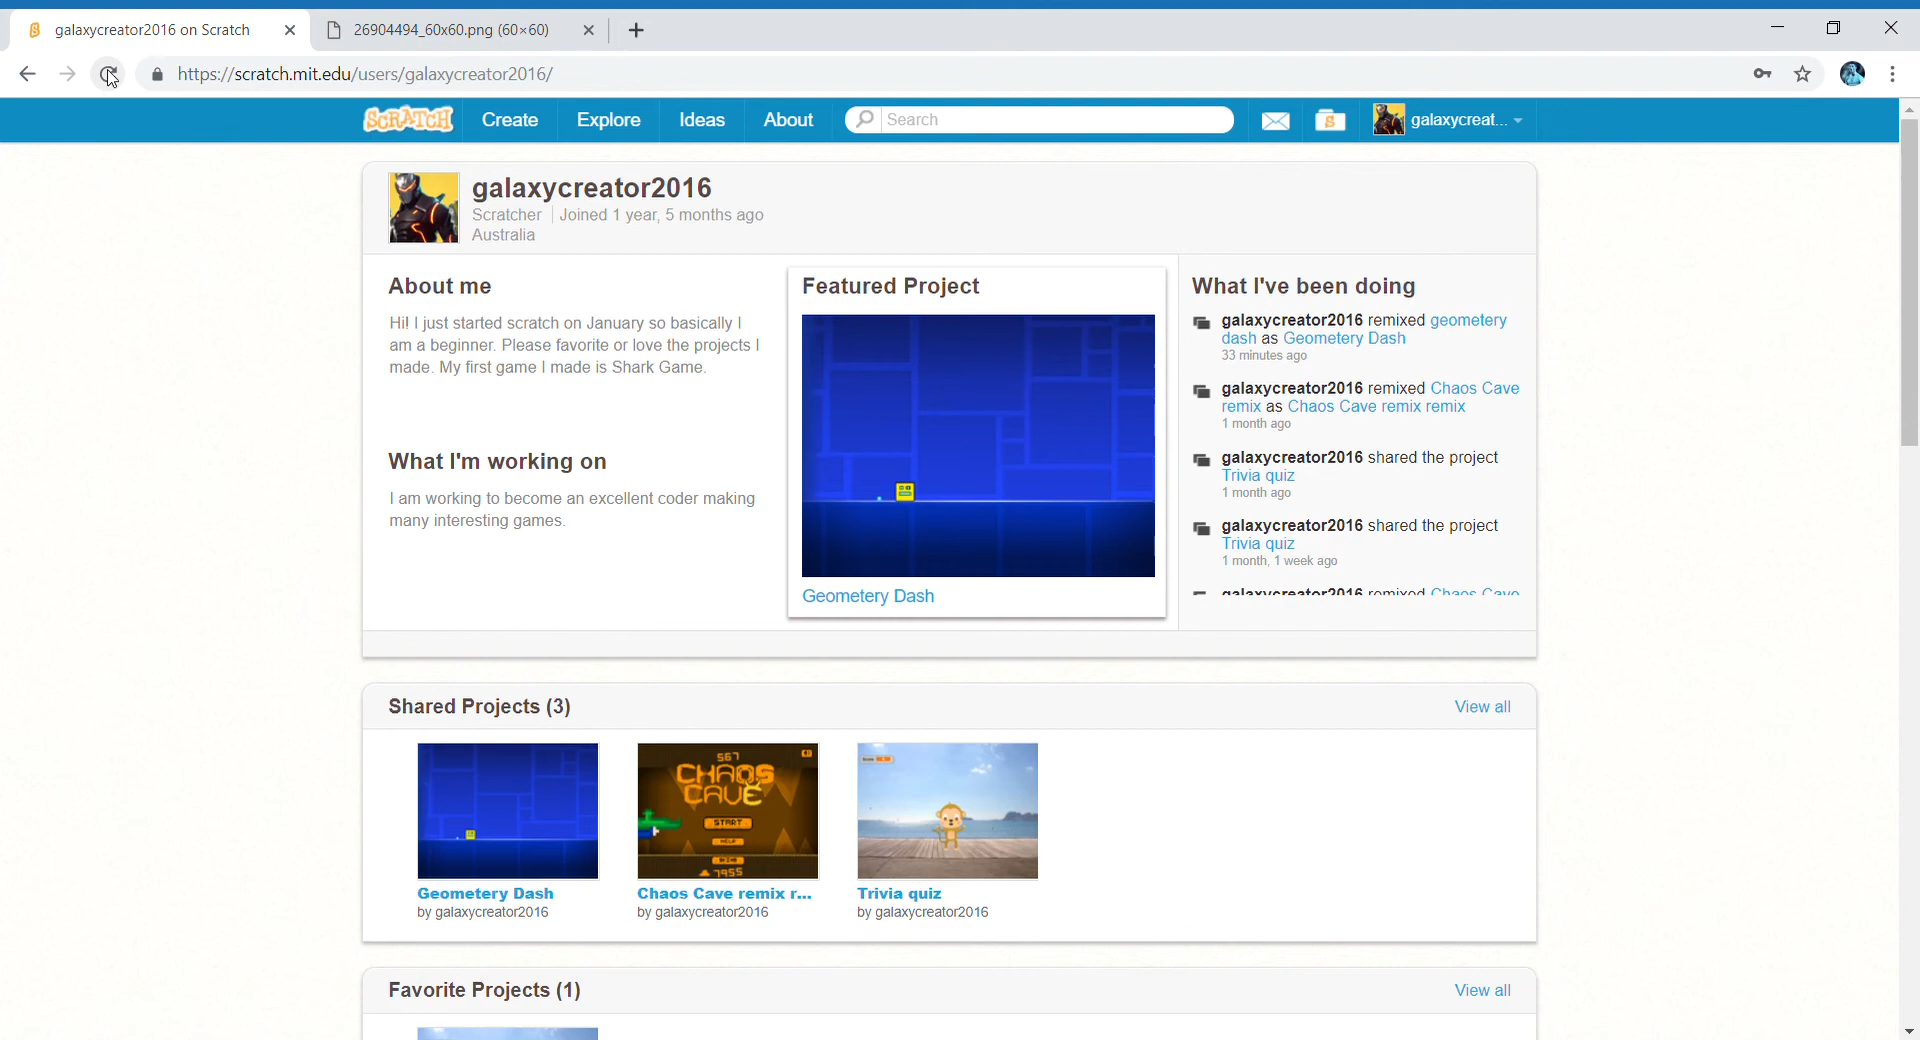 galaxycreator2016 on Scratch
26904494_60x60.png (60×60)
https://scratch.mit.edu/users/galaxycreator2016/
SCRATCH
Create
Explore
Ideas
About
Search
galaxycreat...
galaxycreator2016
Scratcher
Joined 1 year, 5 months ago
Australia
About me
Hi! I just started scratch on January so basically I
am a beginner. Please favorite or love the projects I
made. My first game I made is Shark Game.
What I'm working on
I am working to become an excellent coder making
many interesting games.
Featured Project
Geometery Dash
What I've been doing
galaxycreator2016 remixed geometery
dash as Geometery Dash
33 minutes ago
galaxycreator2016 remixed Chaos Cave
remix as Chaos Cave remix remix
1 month ago
galaxycreator2016 shared the project
Trivia quiz
1 month ago
galaxycreator2016 shared the project
Trivia quiz
1 month, 1 week ago
galaxycreator2016 remixed Chaos Cave
Shared Projects (3)
View all
567
CHAOS
CAVE
START
HELP
7955
Geometery Dash
by galaxycreator2016
Chaos Cave remix r...
by galaxycreator2016
Trivia quiz
by galaxycreator2016
Favorite Projects (1)
View all